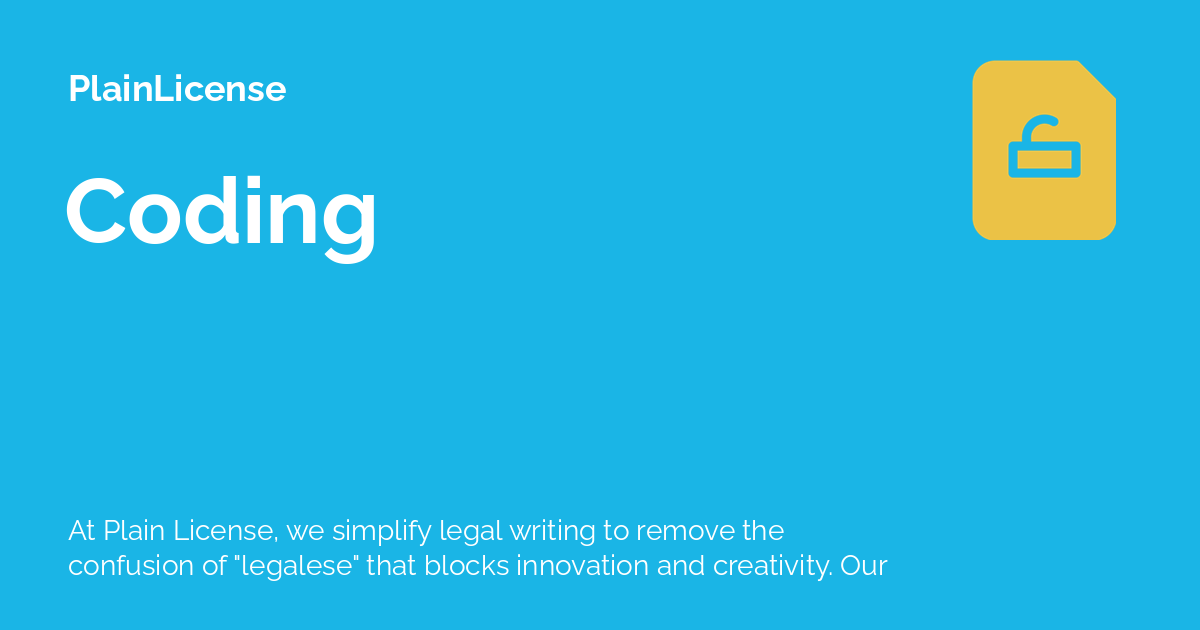 PlainLicense
Coding
At Plain License, we simplify legal writing to remove the
confusion of "legalese" that blocks innovation and creativity. Our